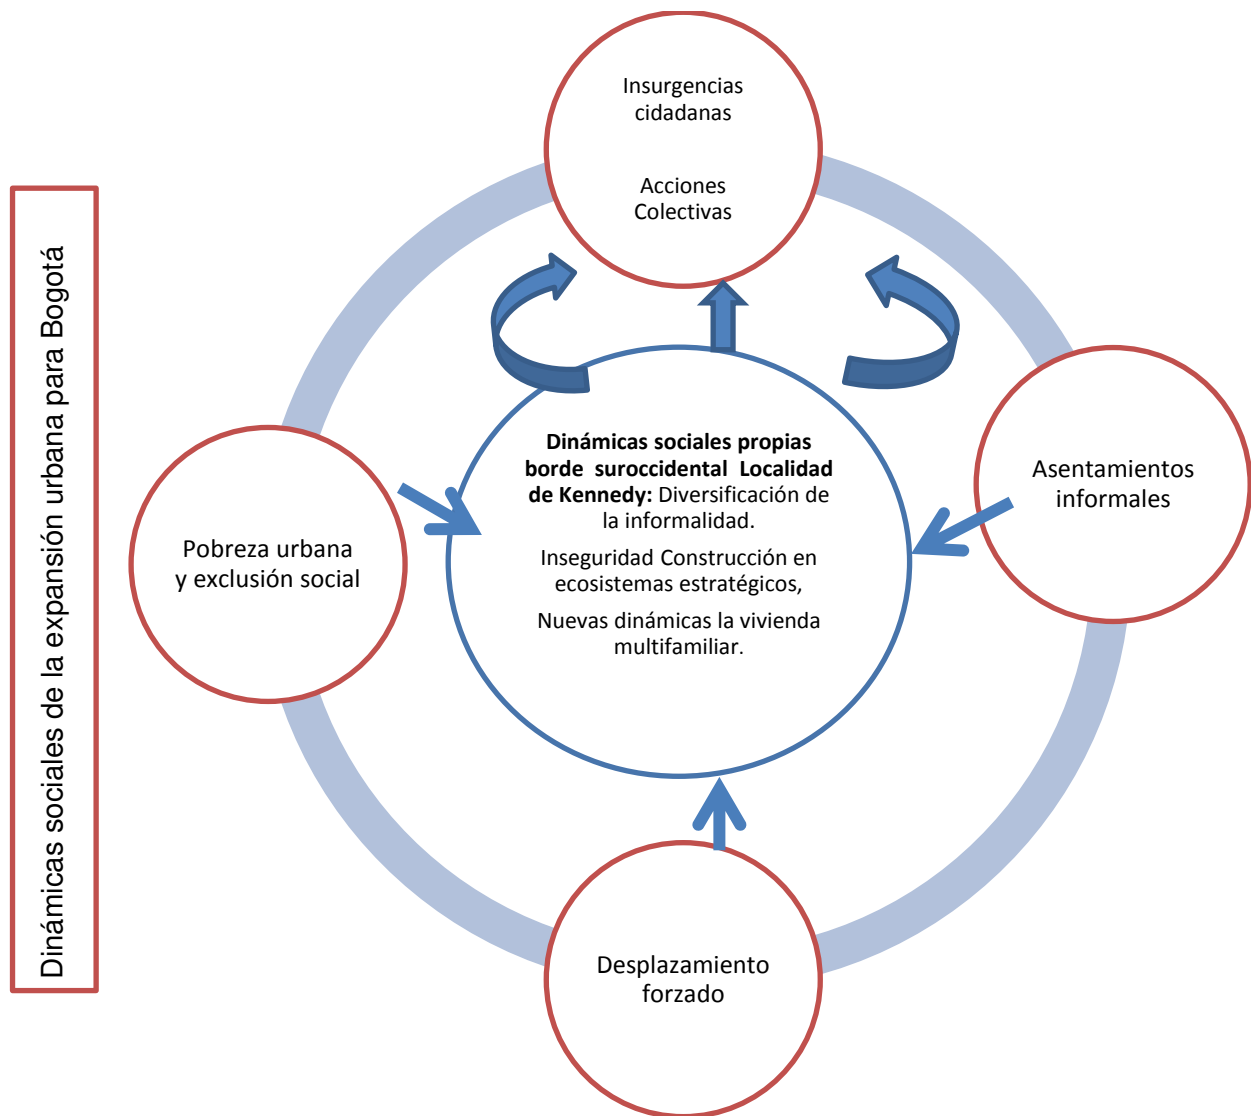 Dinámicas sociales de la expansión urbana para Bogotá
Insurgencias
cidadanas
Acciones
Colectivas
Dinámicas sociales propias
borde suroccidental Localidad
de Kennedy: Diversificación de
la informalidad.
Inseguridad Construcción en
ecosistemas estratégicos,
Nuevas dinámicas la vivienda
multifamiliar.
Asentamientos
informales
Pobreza urbana
y exclusión social
Desplazamiento
forzado